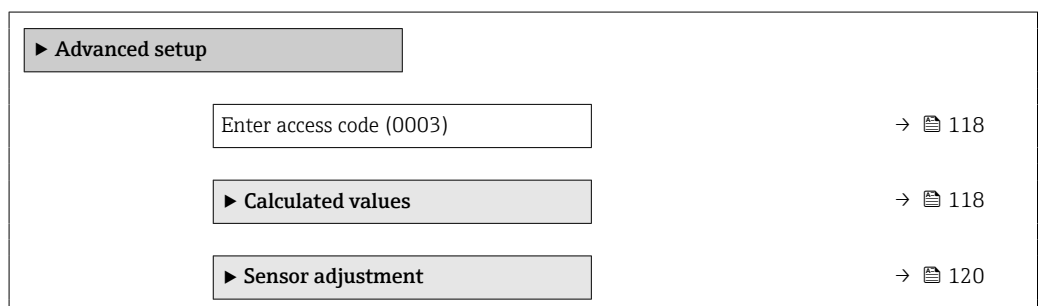 ▶ Advanced setup
Enter access code (0003) → 118
▶ Calculated values → 118
▶ Sensor adjustment → 120